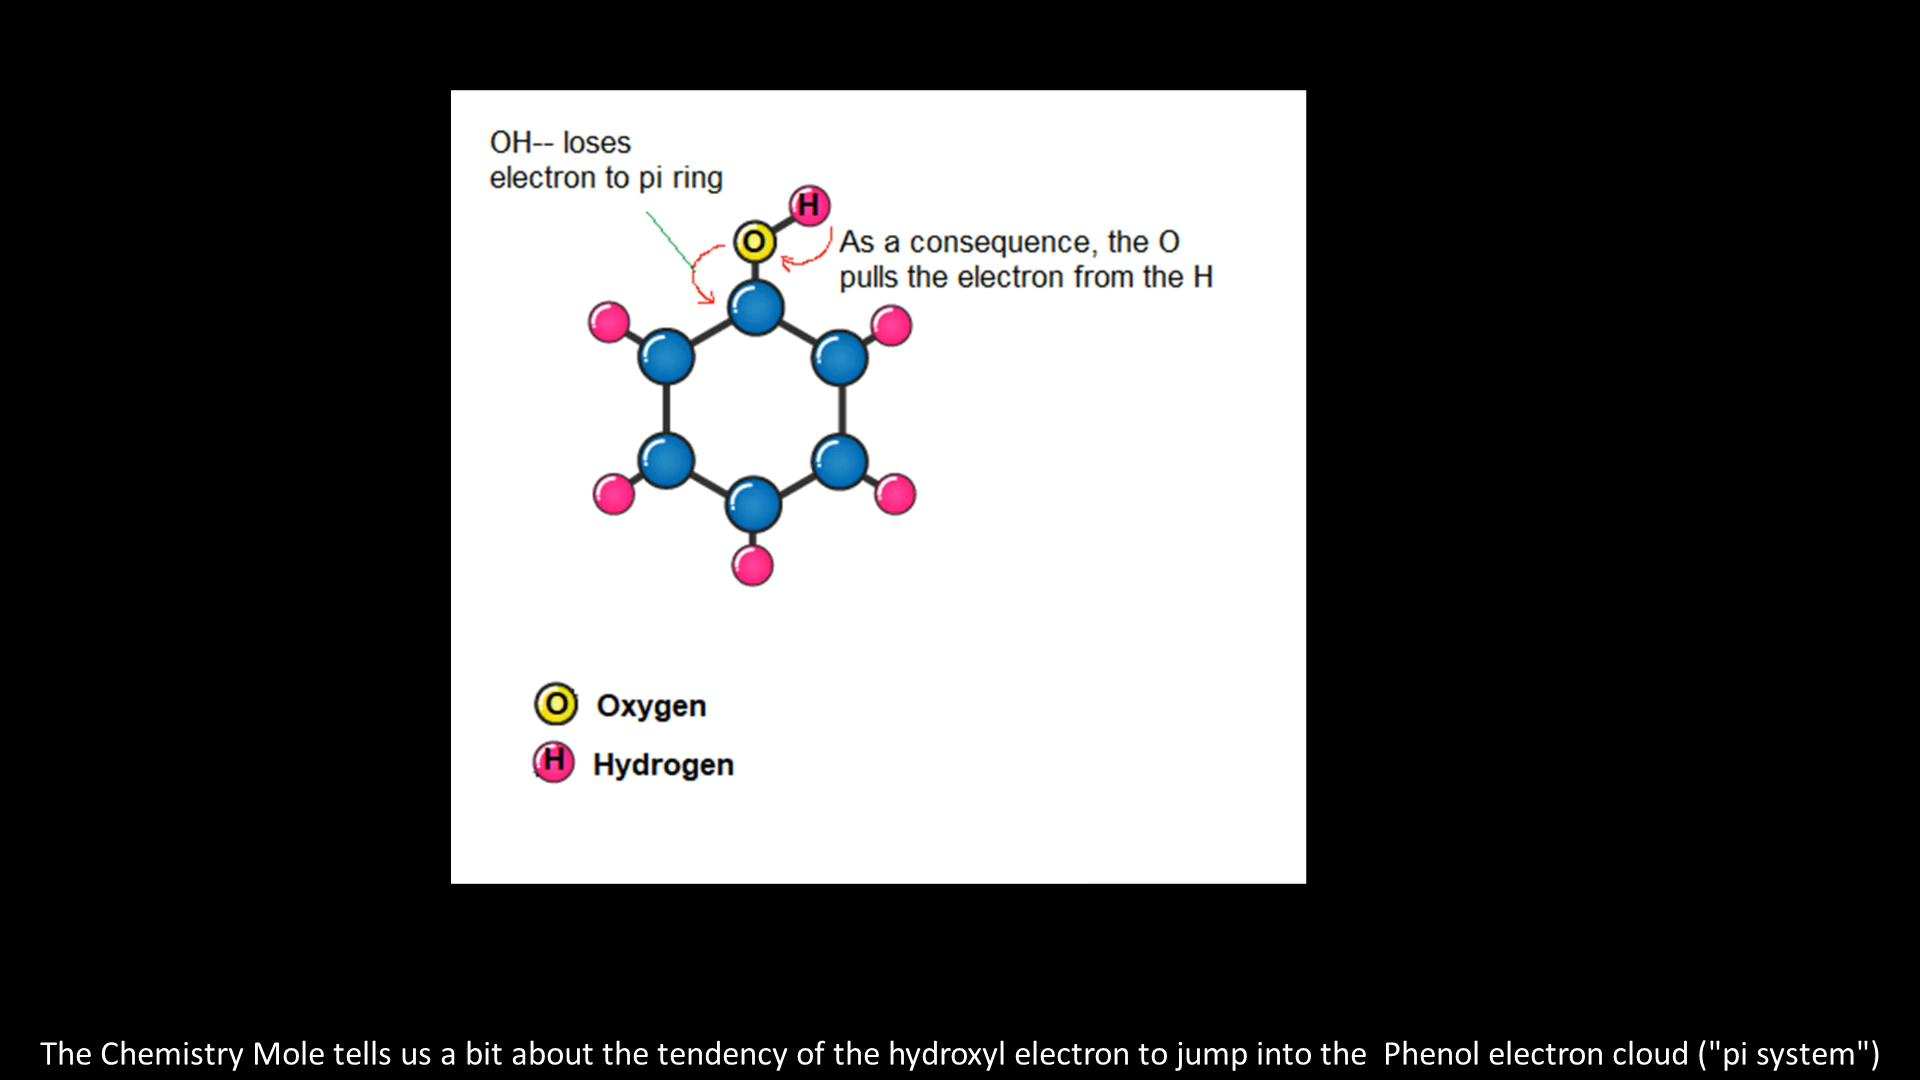 OH-- loses
electron to pi ring
H
O
As a consequence, the O
pulls the electron from the H
O Oxygen
H Hydrogen
The Chemistry Mole tells us a bit about the tendency of the hydroxyl electron to jump into the  Phenol electron cloud ("pi system")